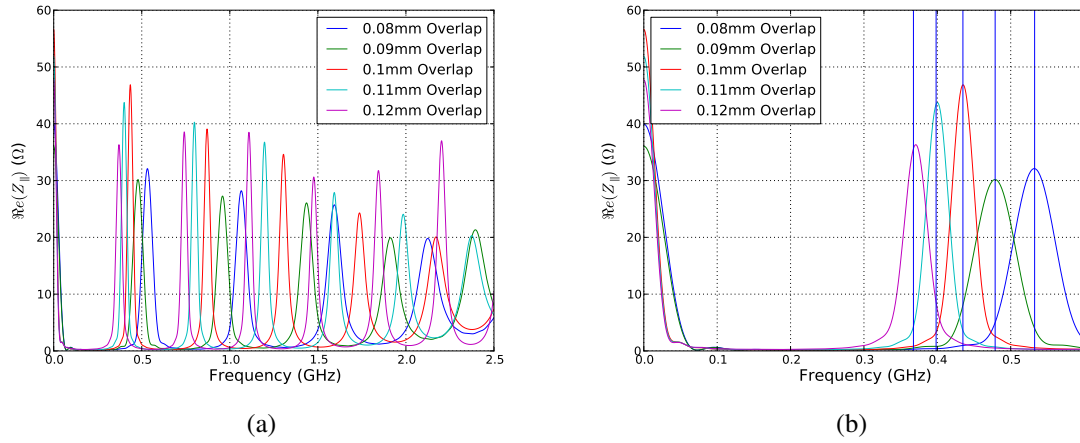 60
50
40
30
20
10
0
0.0
0.5
1.0
1.5
2.0
2.5
ℜe(Z∥) (Ω)
Frequency (GHz)
0.08mm Overlap
0.09mm Overlap
0.1mm Overlap
0.11mm Overlap
0.12mm Overlap
(a)
60
50
40
30
20
10
0
0.0
0.1
0.2
0.3
0.4
0.5
ℜe(Z∥) (Ω)
Frequency (GHz)
0.08mm Overlap
0.09mm Overlap
0.1mm Overlap
0.11mm Overlap
0.12mm Overlap
(b)